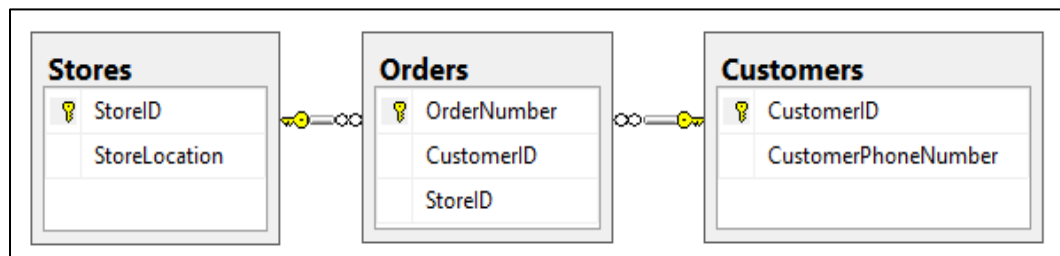 Stores
StoreID
StoreLocation
Orders
OrderNumber
CustomerID
StoreID
Customers
CustomerID
CustomerPhoneNumber